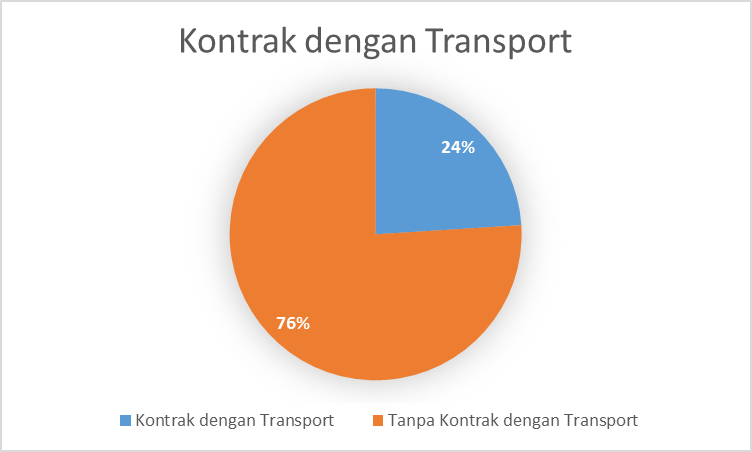 Kontrak dengan Transport
24%
76%
Kontrak dengan Transport
Tanpa Kontrak dengan Transport